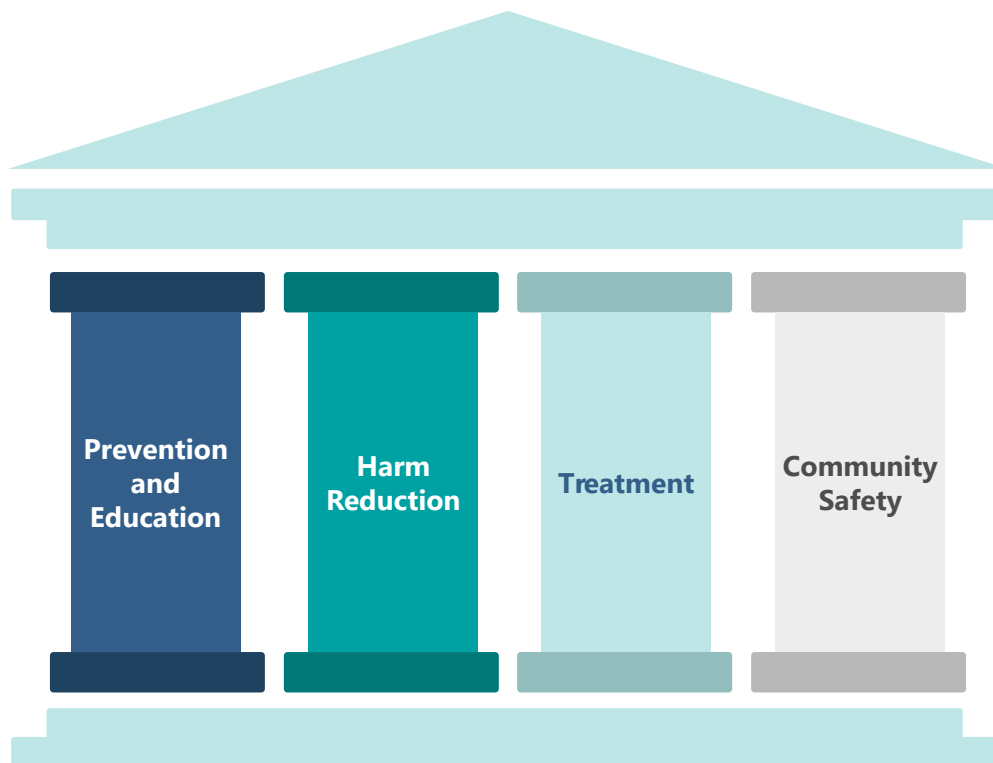 Prevention
and
Education
Harm
Reduction
Treatment
Community
Safety